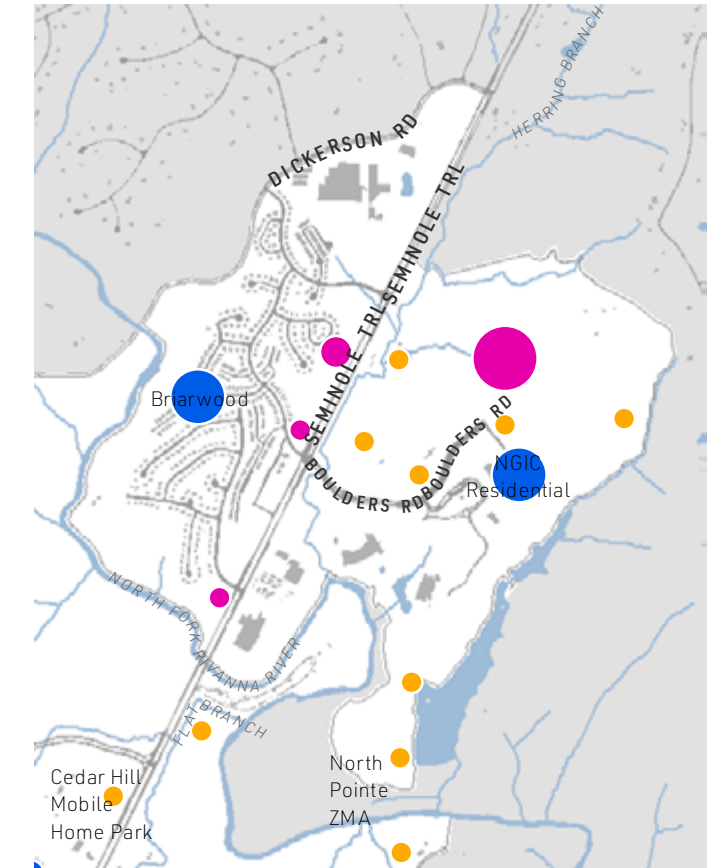 HERRING BRANCH
DICKERSON RD
SEMINOLE TRL
SEMINOLE TRL
Briarwood
BOULDERS RD
BOULDERS RD
NGIC
Residential
NORTH FORK RIVANNA RIVER
FLAT BRANCH
Cedar Hill
Mobile
Home Park
North
Pointe
ZMA